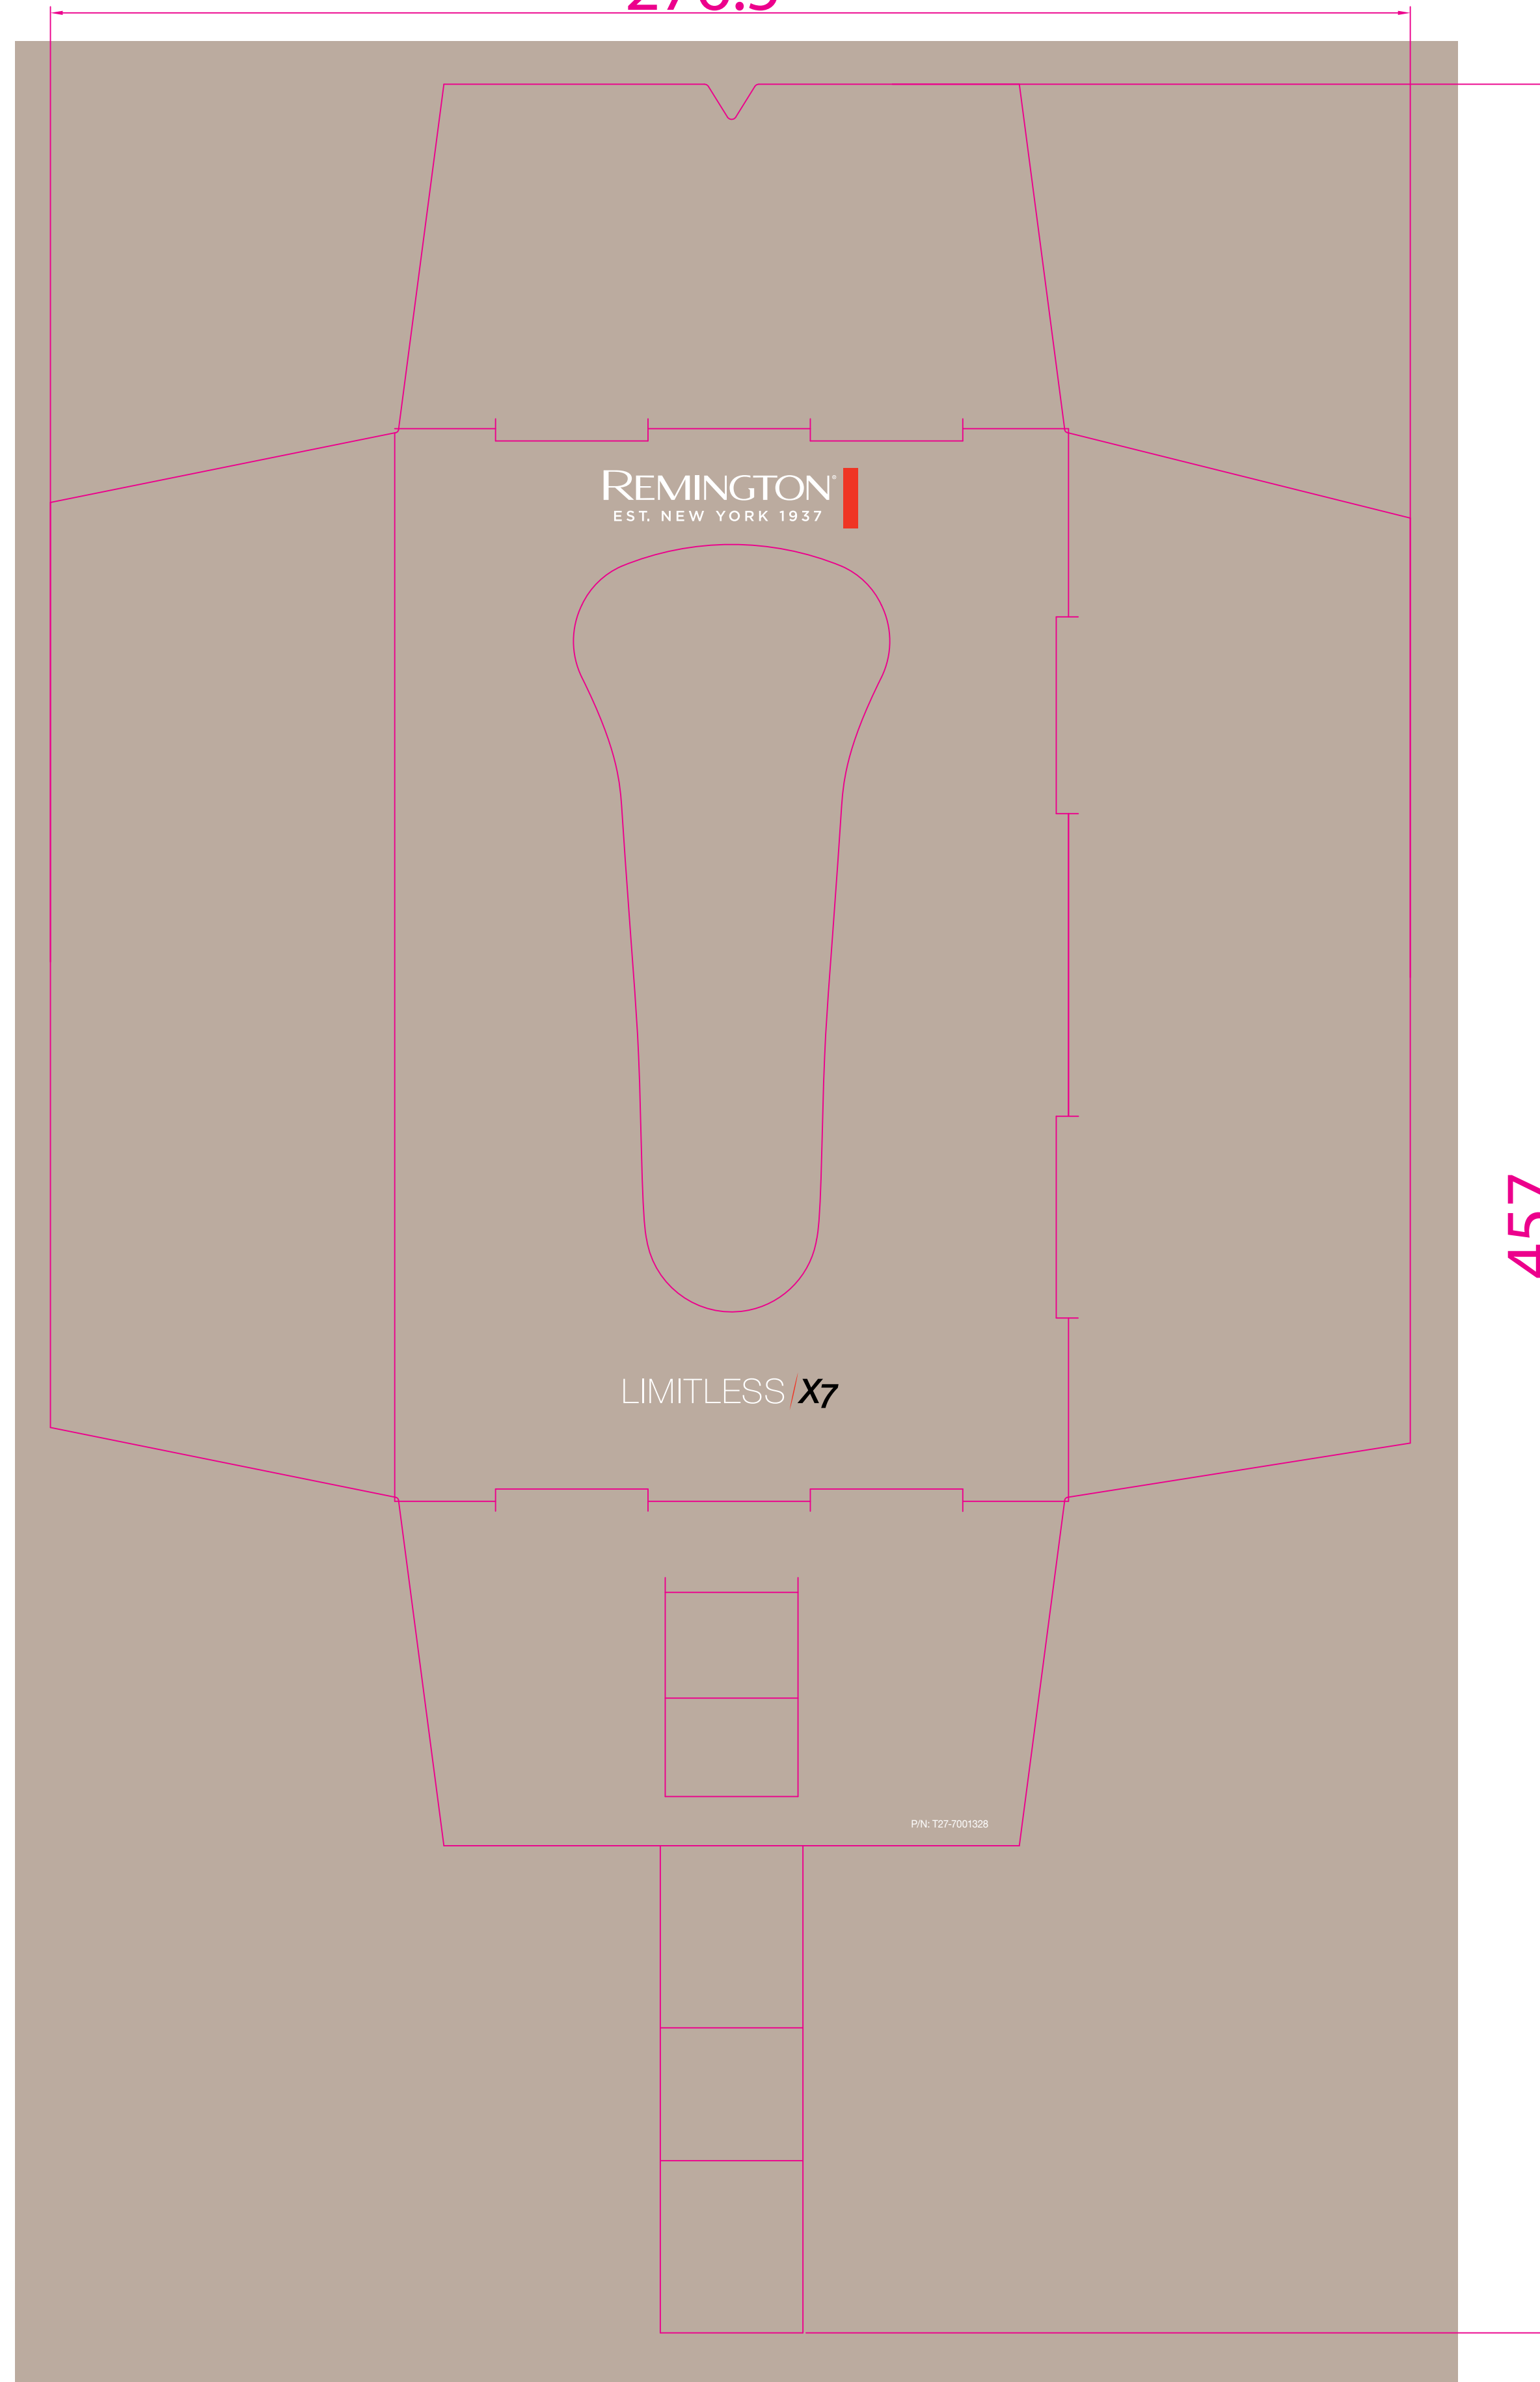 REMINGTON®
EST. NEW YORK 1937
457
LIMITLESS/X7
P/N: T27-7001328